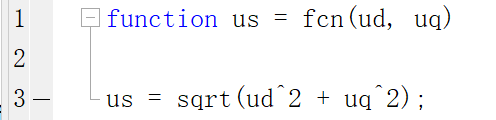 1 function us = fcn(ud, uq)
2
3 us = sqrt(ud^2 + uq^2);